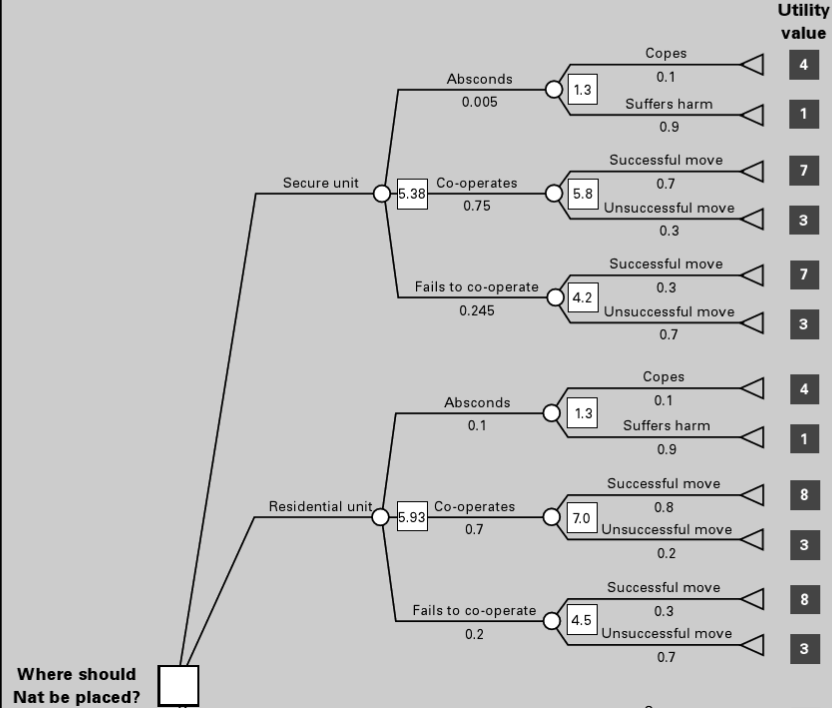 Utility
value
Copes
0.1
4
Absconds
0.005
1.3
Suffers harm
0.9
1
Successful move
0.7
7
Secure unit
5.38
Co-operates
0.75
5.8
Unsuccessful move
0.3
3
Successful move
0.3
7
Fails to co-operate
0.245
4.2
Unsuccessful move
0.7
3
Copes
0.1
4
Absconds
0.1
1.3
Suffers harm
0.9
1
Successful move
0.8
8
Residential unit
5.93
Co-operates
0.7
7.0
Unsuccessful move
0.2
3
Successful move
0.3
8
Fails to co-operate
0.2
4.5
Unsuccessful move
0.7
3
Where should
Nat be placed?